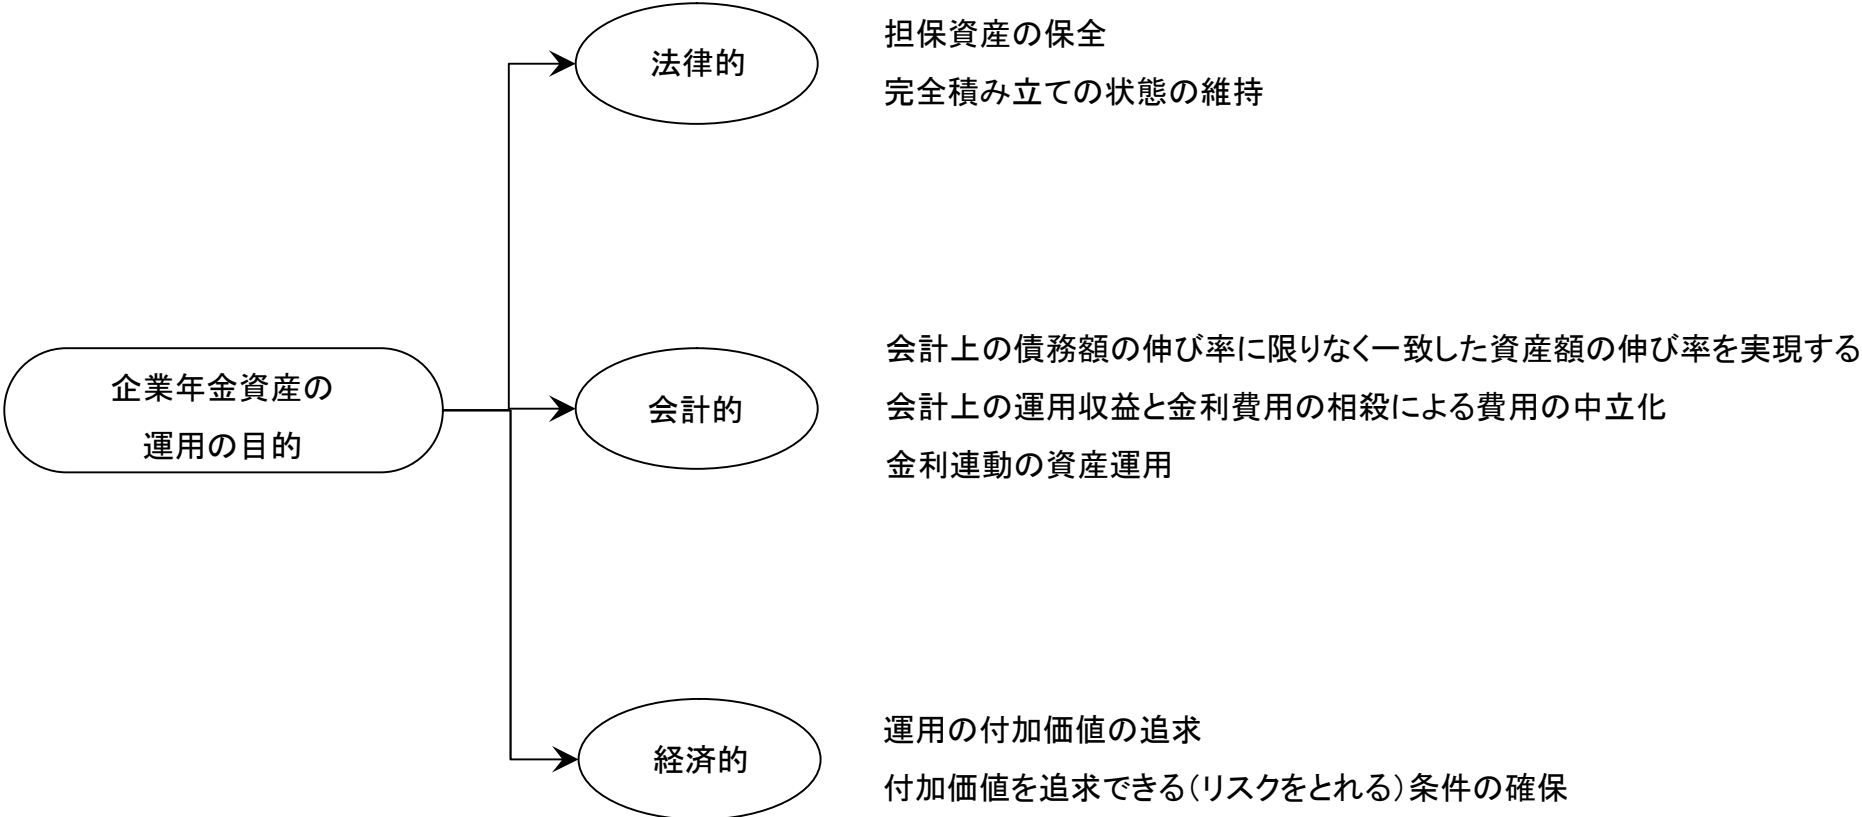 法律的
担保資産の保全
完全積み立ての状態の維持
企業年金資産の
運用の目的
会計的
会計上の債務額の伸び率に限りなく一致した資産額の伸び率を実現する
会計上の運用収益と金利費用の相殺による費用の中立化
金利連動の資産運用
経済的
運用の付加価値の追求
付加価値を追求できる（リスクをとれる）条件の確保